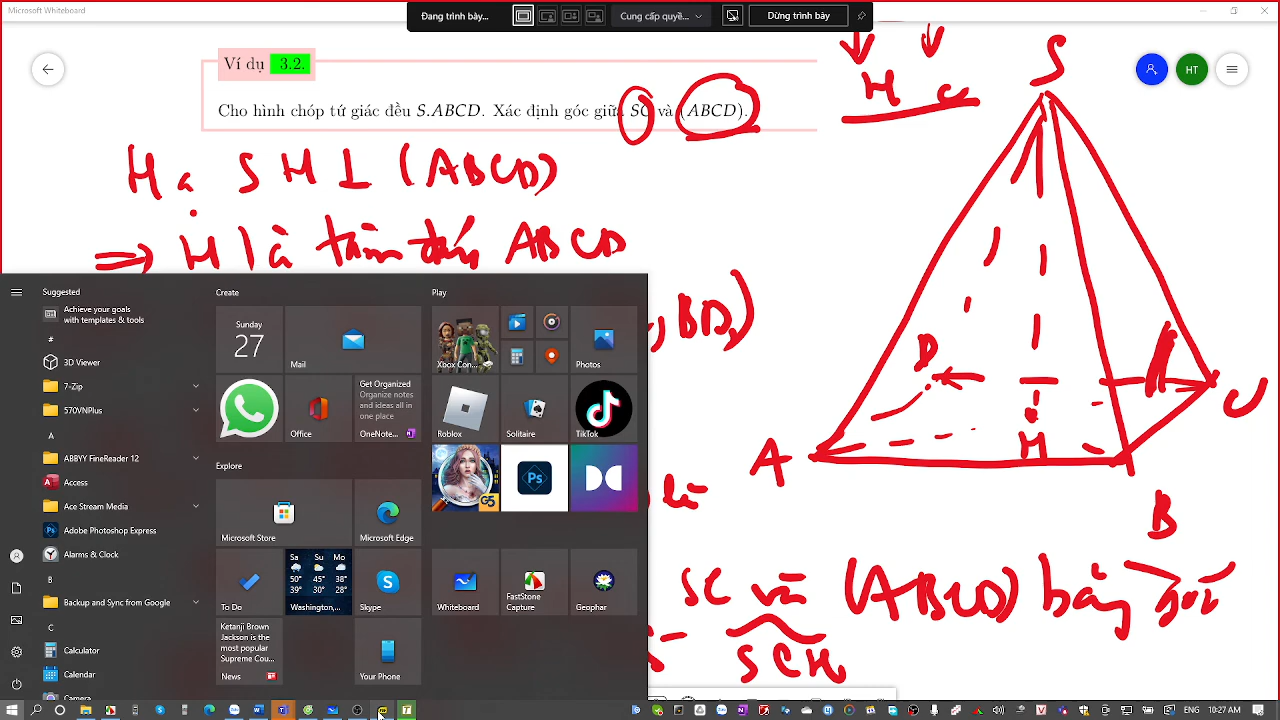 Microsoft Whiteboard
Đang trình bày...
Cung cấp quyề...
Dừng trình bày
HT
Ví dụ 3.2.
Cho hình chóp tứ giác đều S.ABCD. Xác định góc giữa SC và (ABCD).
H C
S
SH ⊥ (ABCD)
⇒ H là tâm đáy ABCD
, BD,
D
C
A
H
B
là
SC và (ABCD) bằng góc
SCH
Suggested
Achieve your goals
with templates & tools
#
3D Viewer
7-Zip
570VNPlus
A
ABBYY FineReader 12
Access
Ace Stream Media
Adobe Photoshop Express
Alarms & Clock
B
Backup and Sync from Google
C
Calculator
Calendar
Camera
Create
Sunday
27
Mail
Office
Get Organized
Organize notes
and ideas all in
one place
OneNote...
Explore
Microsoft Store
Microsoft Edge
To Do
Sa Su Mo
50° 45° 38°
39° 30° 28°
Washington,...
Skype
Ketanji Brown
Jackson is the
most popular
Supreme Cou...
News
Your Phone
Play
Xbox Con...
Photos
Roblox
Solitaire
TikTok
G5
Ps
Whiteboard
FastStone
Capture
Geophar
10:27 AM